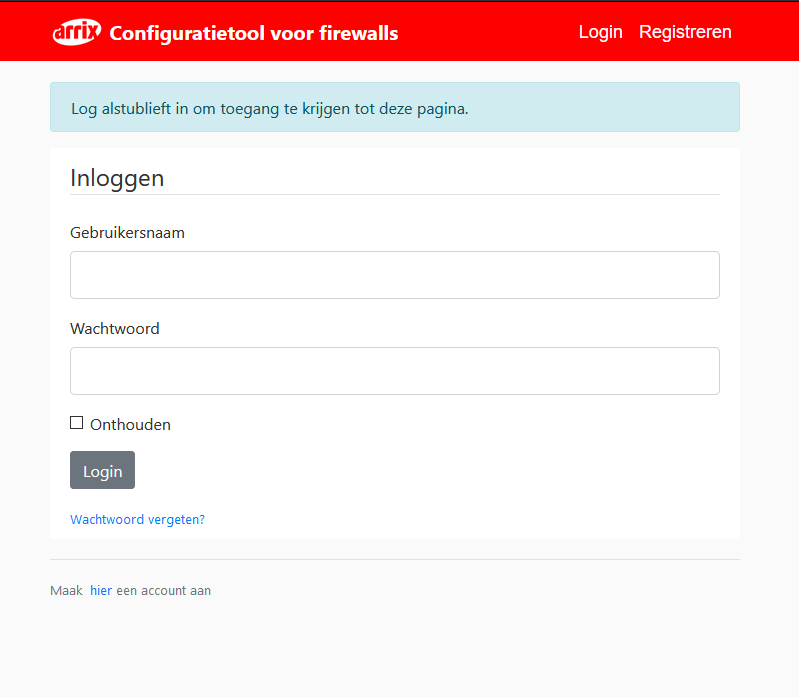 arrix Configuratietool voor firewalls Login Registreren
Log alstublieft in om toegang te krijgen tot deze pagina.
Inloggen
Gebruikersnaam
Wachtwoord
Onthouden
Login
Wachtwoord vergeten?
Maak hier een account aan